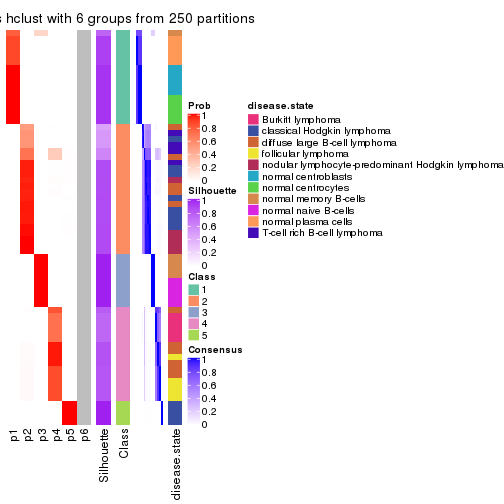 s hclust with 6 groups from 250 partitions
Prob
1
0.8
0.6
0.4
0.2
0
Silhouette
1
0.8
0.6
0.4
0.2
0
Class
1
2
3
4
5
Consensus
1
0.8
0.6
0.4
0.2
0
disease.state
Burkitt lymphoma
classical Hodgkin lymphoma
diffuse large B-cell lymphoma
follicular lymphoma
nodular lymphocyte-predominant Hodgkin lymphoma
normal centroblasts
normal centrocytes
normal memory B-cells
normal naive B-cells
normal plasma cells
T-cell rich B-cell lymphoma
p1
p2
p3
p4
p5
p6
Silhouette
Class
disease.state